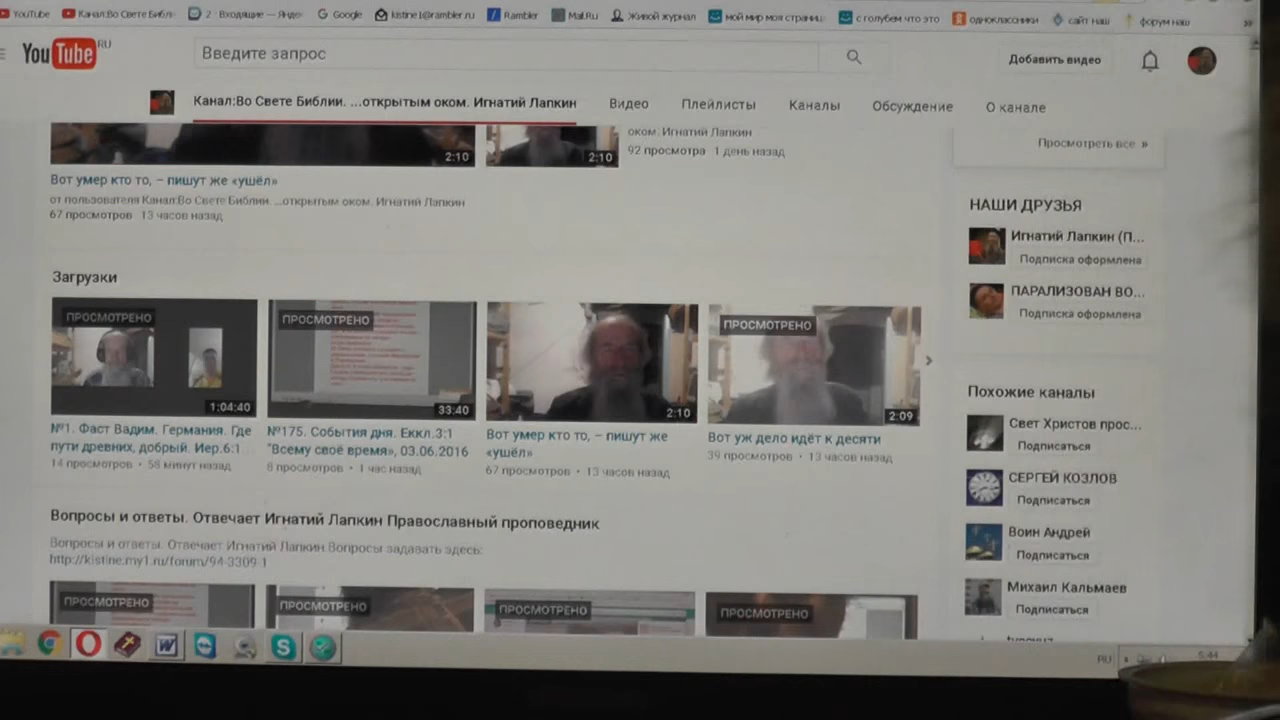 YouTube Канал:Во Свете Библи 2 · Входящие — Янде Google kistine1@rambler.ru Rambler Mail.Ru Живой журнал мой мир моя страниц с голубем что это одноклассники сайт наш форум наш »
YouTube RU Введите запрос Добавить видео
Канал:Во Свете Библии. ...открытым оком. Игнатий Лапкин Видео Плейлисты Каналы Обсуждение О канале
2:10 2:10
оком. Игнатий Лапкин
92 просмотра 1 день назад
Просмотреть все »
Вот умер кто то, – пишут же «ушёл»
от пользователя Канал:Во Свете Библии. ...открытым оком. Игнатий Лапкин
67 просмотров 13 часов назад
НАШИ ДРУЗЬЯ
Игнатий Лапкин (П...
Подписка оформлена
ПАРАЛИЗОВАН ВО...
Подписка оформлена
Загрузки
ПРОСМОТРЕНО
1:04:40
№1. Фаст Вадим. Германия. Где
пути древних, добрый. Иер.6:1...
14 просмотров • 58 минут назад
ПРОСМОТРЕНО
33:40
№175. События дня. Еккл.3:1
"Всему своё время», 03.06.2016
8 просмотров • 1 час назад
2:10
Вот умер кто то, – пишут же
«ушёл»
67 просмотров • 13 часов назад
ПРОСМОТРЕНО
2:09
Вот уж дело идёт к десяти
39 просмотров • 13 часов назад
Похожие каналы
Свет Христов прос...
Подписаться
СЕРГЕЙ КОЗЛОВ
Подписаться
Воин Андрей
Подписаться
Михаил Кальмаев
Подписаться
Вопросы и ответы. Отвечает Игнатий Лапкин Православный проповедник
Вопросы и ответы. Отвечает Игнатий Лапкин Вопросы задавать здесь:
http://kistine.my1.ru/forum/94-3309-1
ПРОСМОТРЕНО ПРОСМОТРЕНО ПРОСМОТРЕНО ПРОСМОТРЕНО
RU 5:44